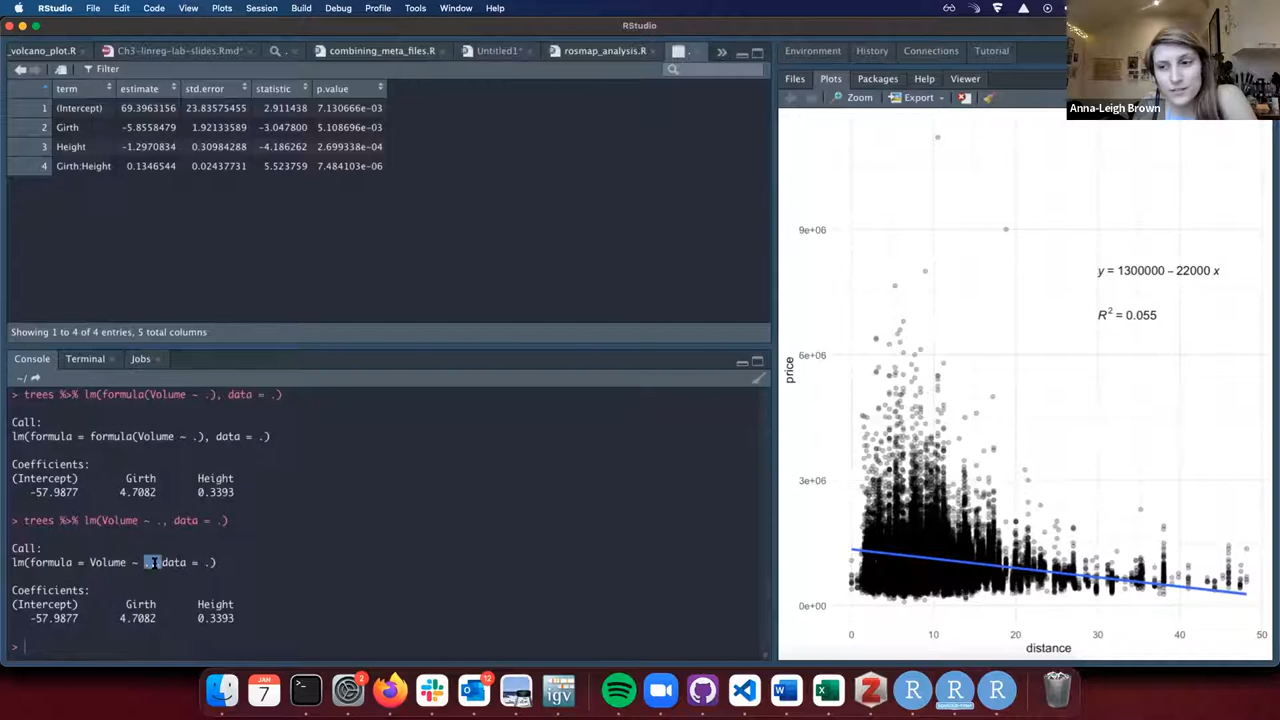 RStudio File Edit Code View Plots Session Build Debug Profile Tools Window Help
RStudio
_volcano_plot.R Ch3-linreg-lab-slides.Rmd* combining_meta_files.R Untitled1* rosmap_analysis.R
Filter
term estimate std.error statistic p.value
1 (Intercept) 69.3963156 23.83575455 2.911438 7.130666e-03
2 Girth -5.8558479 1.92133589 -3.047800 5.108696e-03
3 Height -1.2970834 0.30984288 -4.186262 2.699338e-04
4 Girth:Height 0.1346544 0.02437731 5.523759 7.484103e-06
Showing 1 to 4 of 4 entries, 5 total columns
Console Terminal Jobs
~/
> trees %>% lm(formula(Volume ~ .), data = .)
Call:
lm(formula = formula(Volume ~ .), data = .)
Coefficients:
(Intercept) Girth Height
-57.9877 4.7082 0.3393
> trees %>% lm(Volume ~ ., data = .)
Call:
lm(formula = Volume ~ ., data = .)
Coefficients:
(Intercept) Girth Height
-57.9877 4.7082 0.3393
>
Environment History Connections Tutorial
Files Plots Packages Help Viewer
Zoom Export
9e+06
6e+06
3e+06
0e+00
price
y = 1300000 – 22000 x
R² = 0.055
0 10 20 30 40 50
distance
Anna-Leigh Brown
JAN
7
2
12
igv
W
X
Z
R
R
R